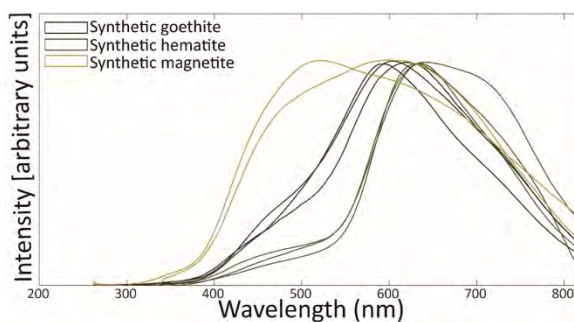 Synthetic goethite
Synthetic hematite
Synthetic magnetite
Intensity [arbitrary units]
200 300 400 500 600 700 800
Wavelength (nm)